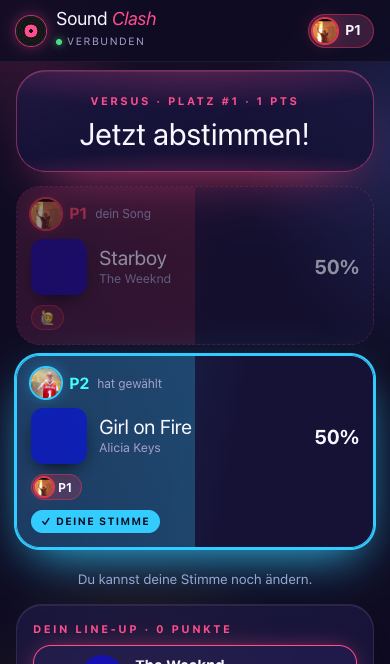 Sound Clash
VERBUNDEN
P1
VERSUS · PLATZ #1 · 1 PTS
Jetzt abstimmen!
P1 dein Song
Starboy
The Weeknd
50%
P2 hat gewählt
Girl on Fire
Alicia Keys
50%
P1
✓ DEINE STIMME
Du kannst deine Stimme noch ändern.
DEIN LINE-UP · 0 PUNKTE
The Weeknd